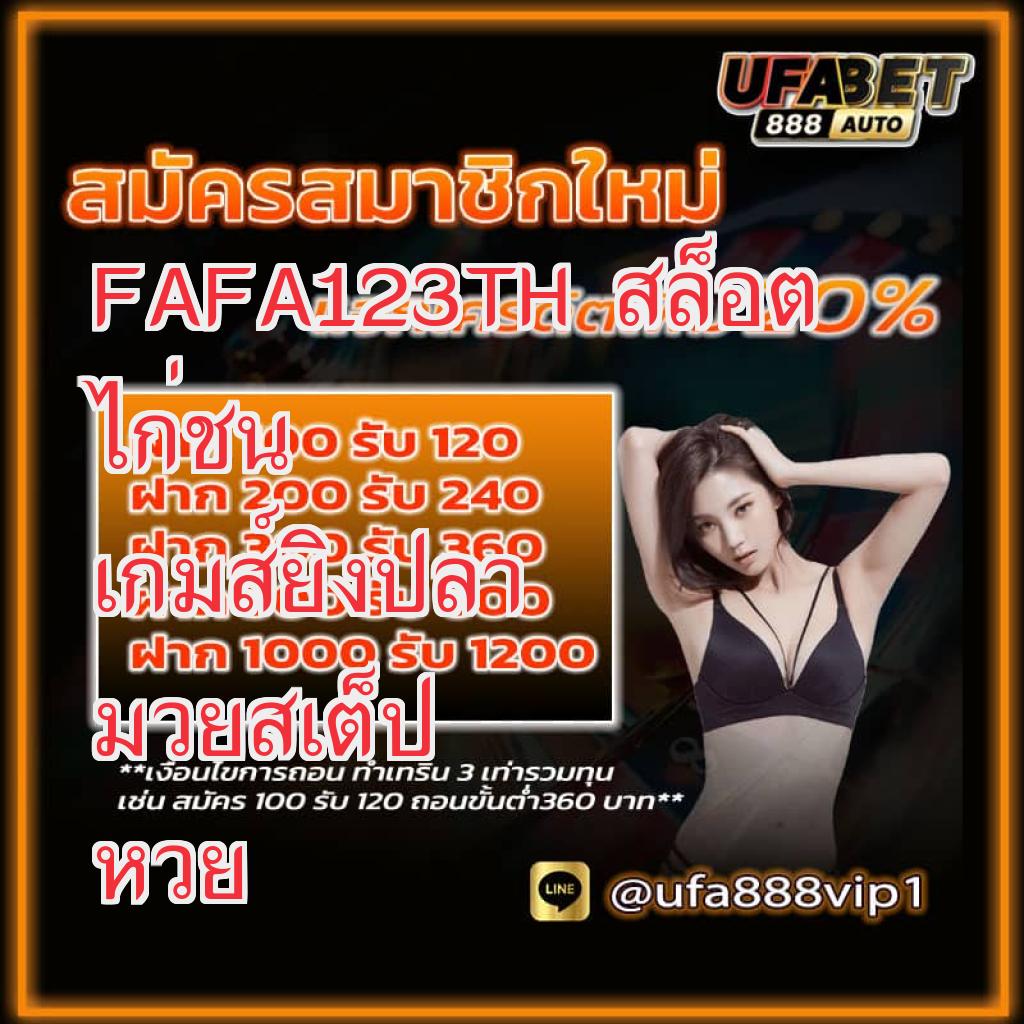 UFABET
888 AUTO
สมัครสมาชิกใหม่
FAFA123TH สล็อต
0%
ไก่ชน
รับ 120
ฝาก 200 รับ 240
เกมส์ยิงปลา
ฝาก 1000 รับ 1200
มวยสเต็ป
**เงื่อนไขการถอน ทำเทริน 3 เท่ารวมทุน
เช่น สมัคร 100 รับ 120 ถอนขั้นต่ำ360 บาท**
หวย
LINE @ufa888vip1